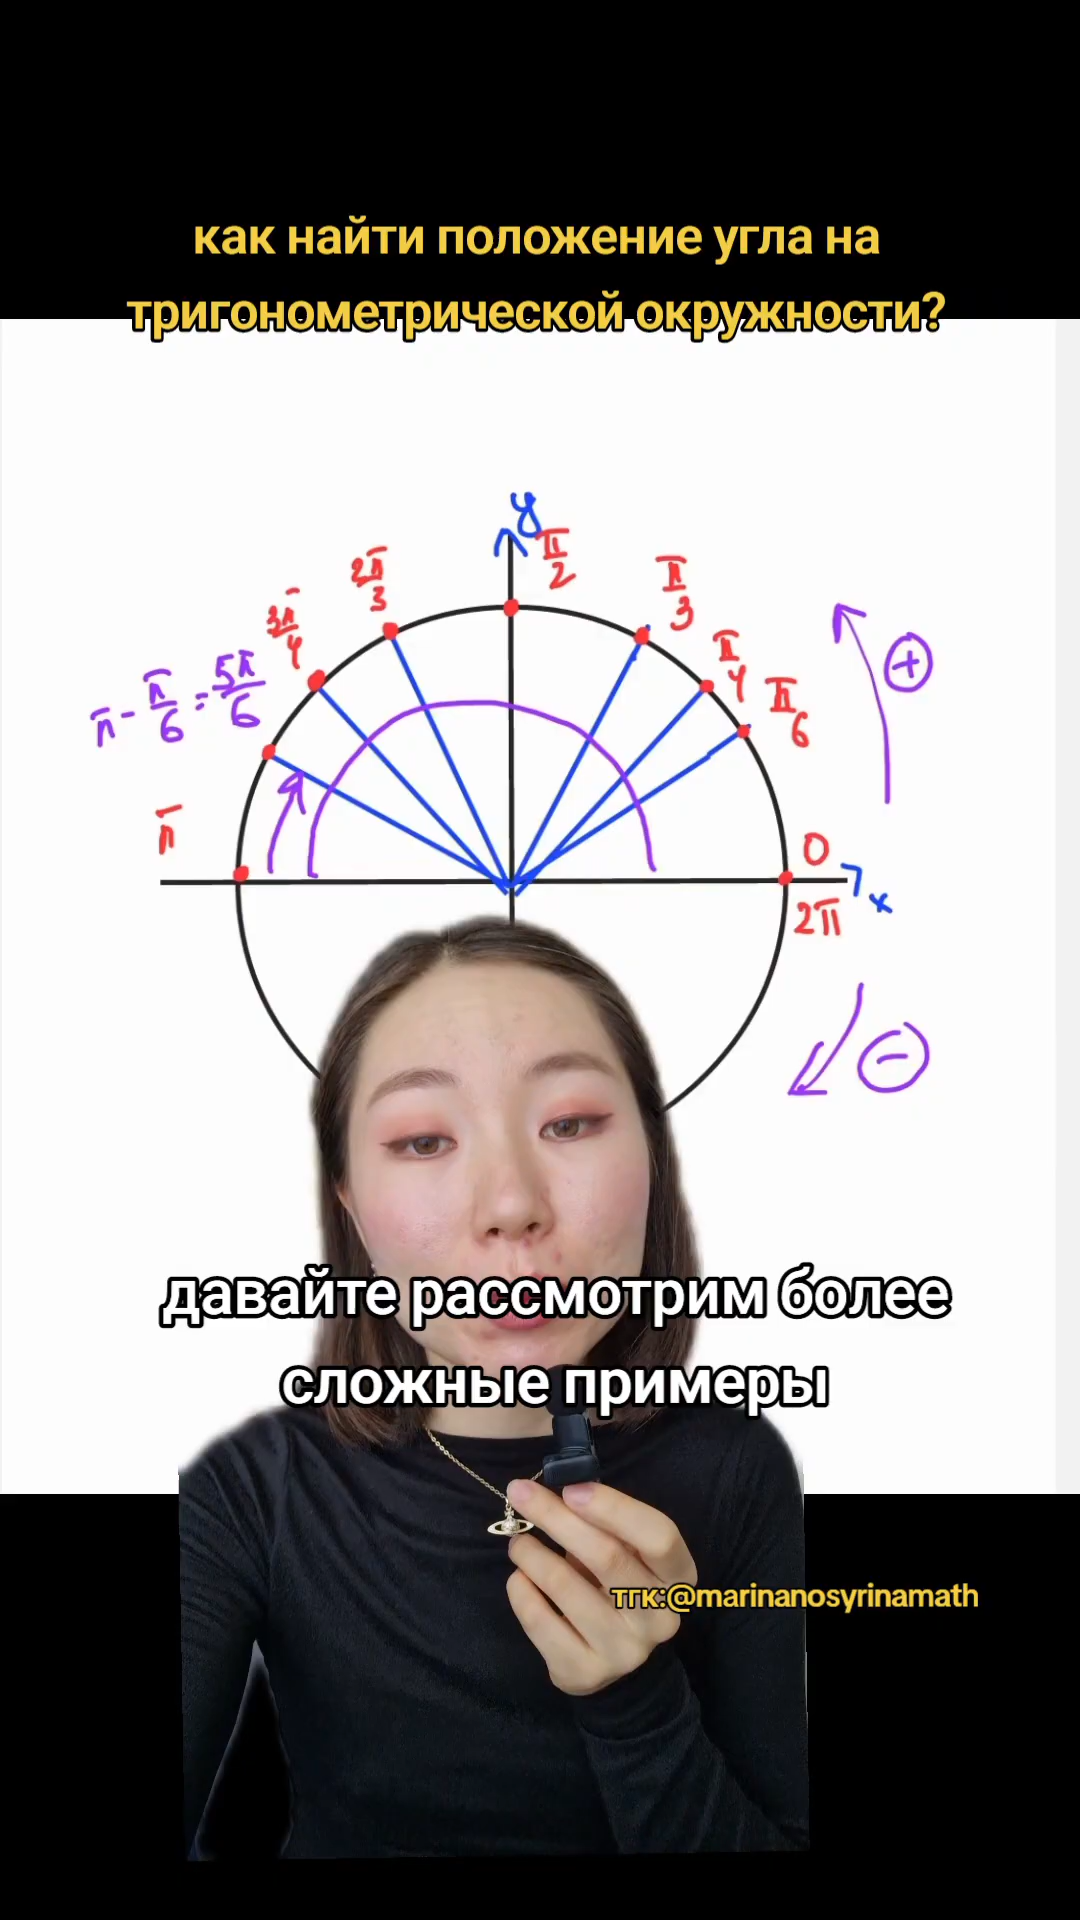 как найти положение угла на
тригонометрической окружности?
y
π/2
2π/3
π/3
3π/4
π/4
π - π/6 = 5π/6
π/6
π
0
x
2π
+
-
давайте рассмотрим более
сложные примеры
тгк:@marinanosyrinamath